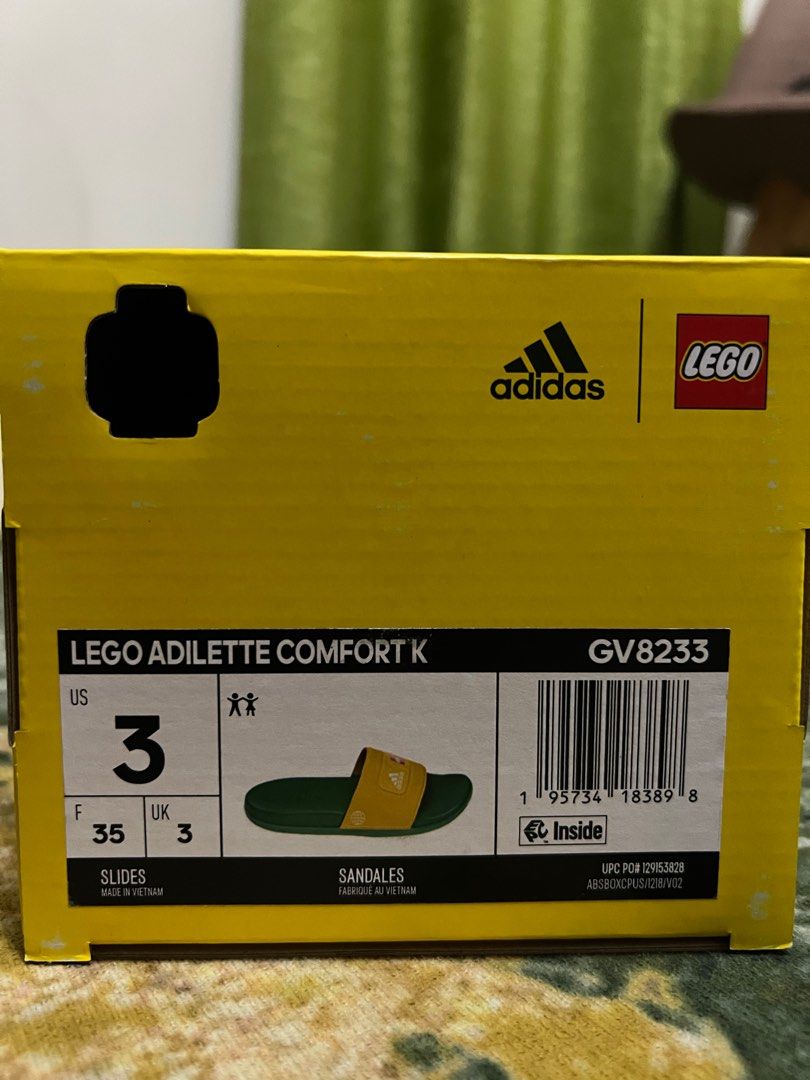 adidas
LEGO
LEGO ADILETTE COMFORT K GV8233
US
3
F
35
UK
3
1 95734 18389 8
EPC Inside
SLIDES
MADE IN VIETNAM
SANDALES
FABRIQUÉ AU VIETNAM
UPC PO# 129153828
ABSBOXCPUS/1218/V02